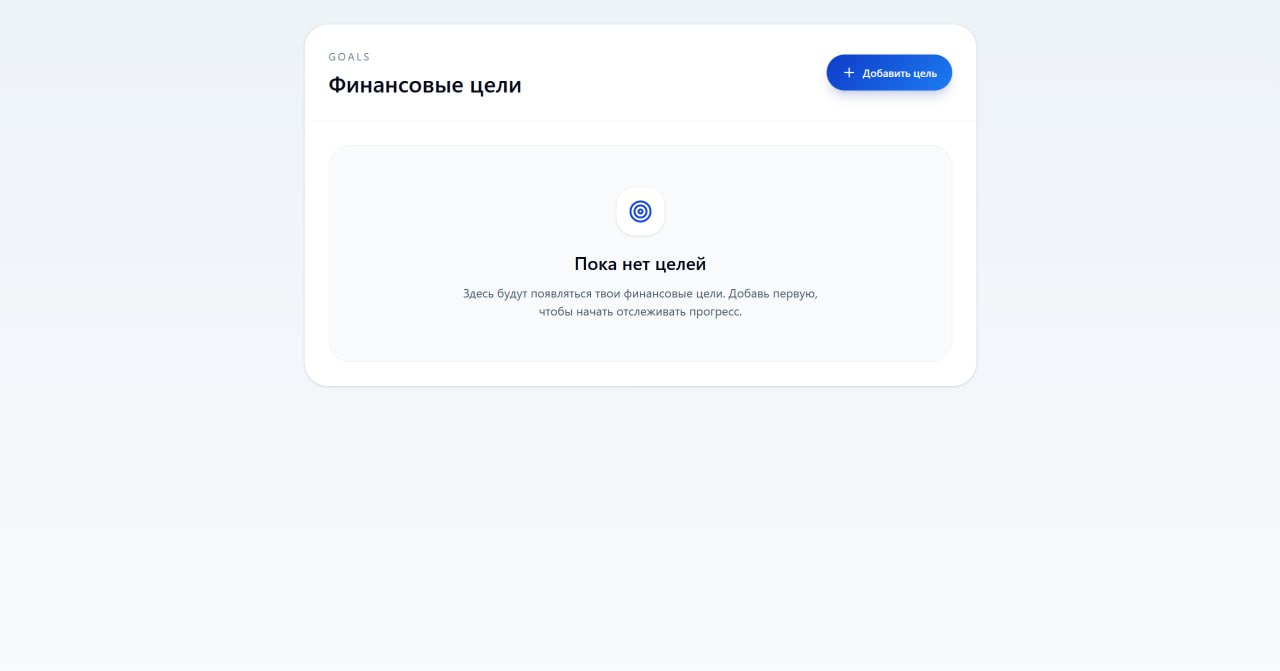 GOALS
Финансовые цели
Добавить цель
Пока нет целей
Здесь будут появляться твои финансовые цели. Добавь первую,
чтобы начать отслеживать прогресс.